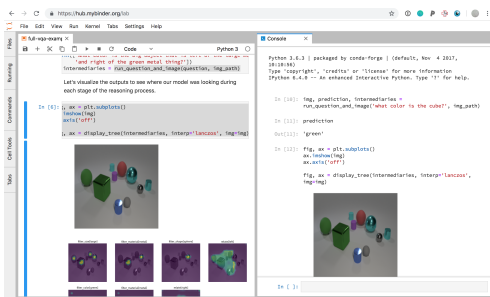 https://hub.mybinder.org/lab
File Edit View Run Kernel Tabs Settings Help
Files
Running
Commands
Cell Tools
Tabs
full-vqa-examp ×
Code
Python 3
'and right of the green metal thing?')
intermediates = run_question_and_image(question, img_path)
Let's visualize the outputs to see where our model was looking during
each stage of the reasoning process.
In [8]: , ax = plt.subplots()
imshow(img)
axis('off')
, ax = display_tree(intermediates, interp='lanczos', img=img)
Console ×
Python 3.6.3 | packaged by conda-forge | (default, Nov 4 2017,
10:10:56)
Type 'copyright', 'credits' or 'license' for more information
IPython 6.4.0 -- An enhanced Interactive Python. Type '?' for help.
In [10]: img, prediction, intermediates =
run_question_and_image('what color is the cube?', img_path)
In [11]: prediction
Out[11]: 'green'
In [12]: fig, ax = plt.subplots()
ax.imshow(img)
ax.axis('off')
fig, ax = display_tree(intermediates, interp='lanczos',
img=img)
In [ ]: